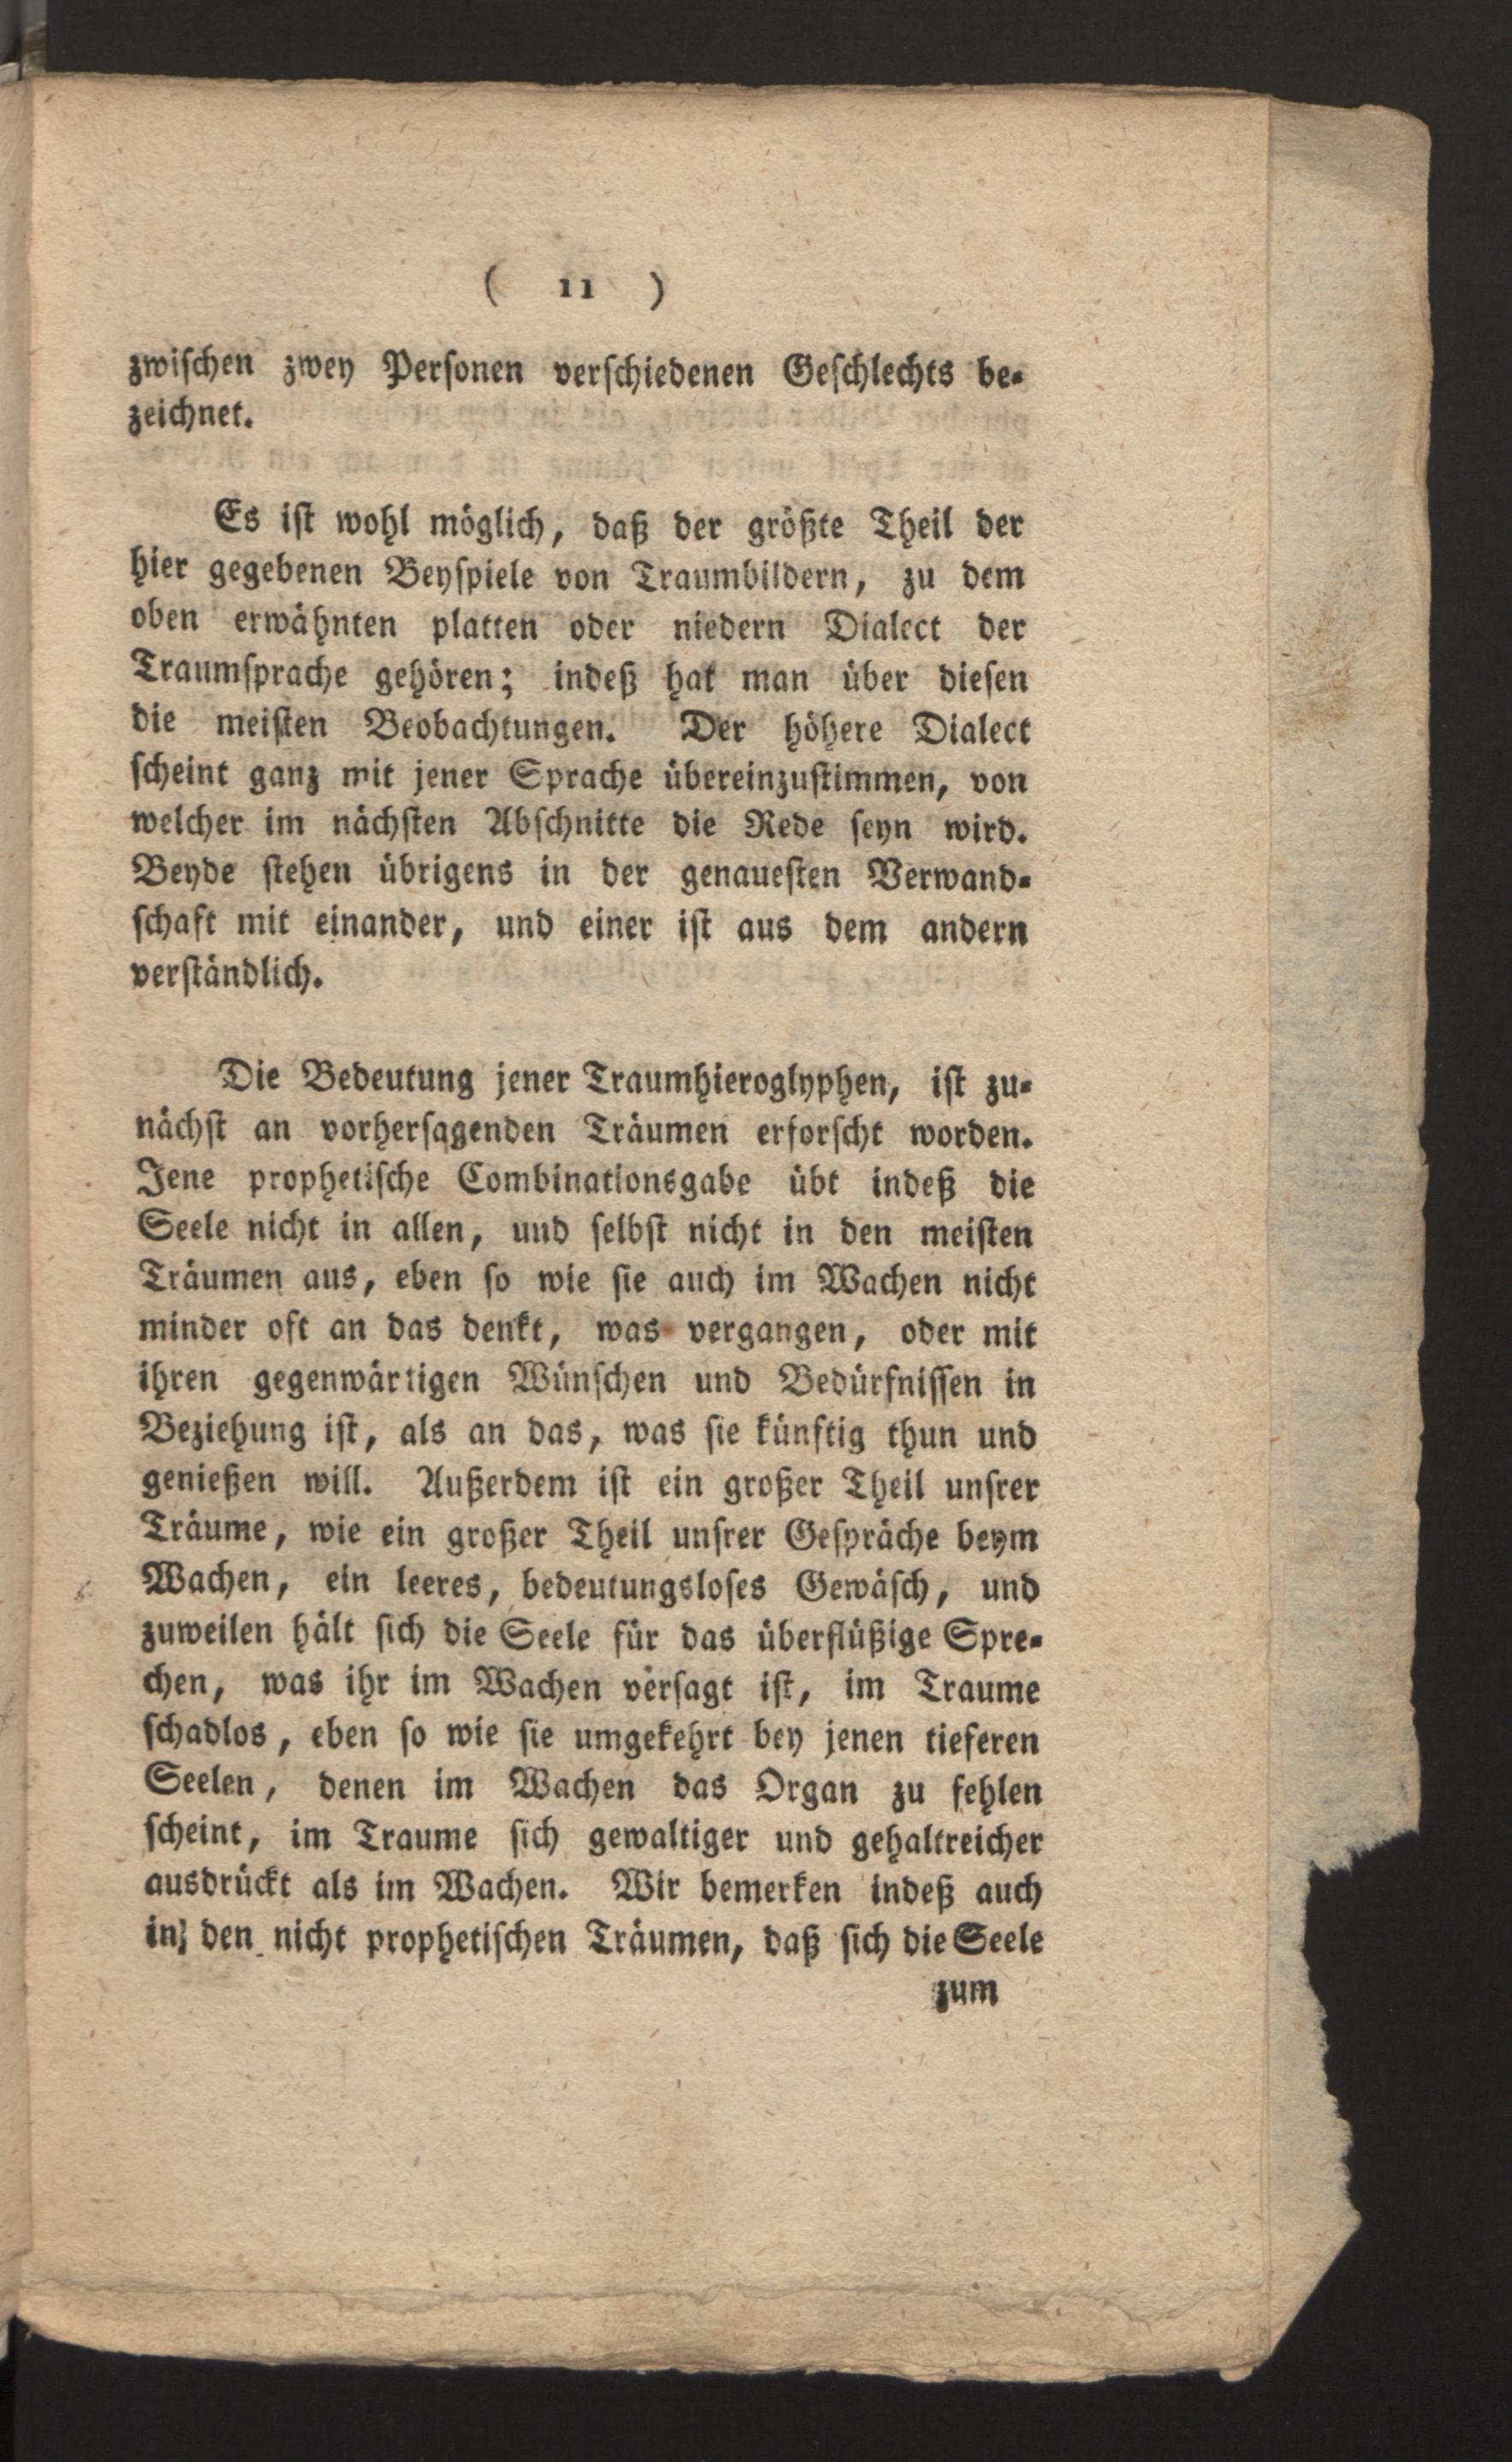 ( 11 )
zwischen zwey Personen verschiedenen Geschlechts be-
zeichnet.
Es ist wohl möglich, daß der größte Theil der
hier gegebenen Beyspiele von Traumbildern, zu dem
oben erwähnten platten oder niedern Dialect der
Traumsprache gehören; indeß hat man über diesen
die meisten Beobachtungen. Der höhere Dialect
scheint ganz mit jener Sprache übereinzustimmen, von
welcher im nächsten Abschnitte die Rede seyn wird.
Beyde stehen übrigens in der genauesten Verwand-
schaft mit einander, und einer ist aus dem andern
verständlich.
Die Bedeutung jener Traumhieroglyphen, ist zu-
nächst an vorhersagenden Träumen erforscht worden.
Jene prophetische Combinationsgabe übt indeß die
Seele nicht in allen, und selbst nicht in den meisten
Träumen aus, eben so wie sie auch im Wachen nicht
minder oft an das denkt, was vergangen, oder mit
ihren gegenwärtigen Wünschen und Bedürfnissen in
Beziehung ist, als an das, was sie künftig thun und
genießen will. Außerdem ist ein großer Theil unsrer
Träume, wie ein großer Theil unsrer Gespräche beym
Wachen, ein leeres, bedeutungsloses Gewäsch, und
zuweilen hält sich die Seele für das überflüßige Spre-
chen, was ihr im Wachen versagt ist, im Traume
schadlos, eben so wie sie umgekehrt bey jenen tieferen
Seelen, denen im Wachen das Organ zu fehlen
scheint, im Traume sich gewaltiger und gehaltreicher
ausdrückt als im Wachen. Wir bemerken indeß auch
in den nicht prophetischen Träumen, daß sich die Seele
zum